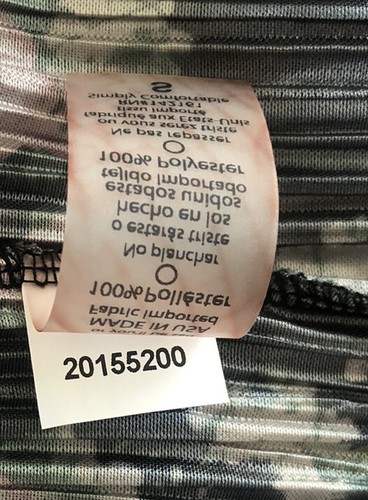 MADE IN USA
Fabric Imported
100% Poliéster
No planchar
o estarás triste
hecho en los
estados unidos
tejido importado
100% Polyester
Ne pas repasser
ou vous serez triste
fabriqué aux États-Unis
tissu importé
Simply Comfortable
S
20155200